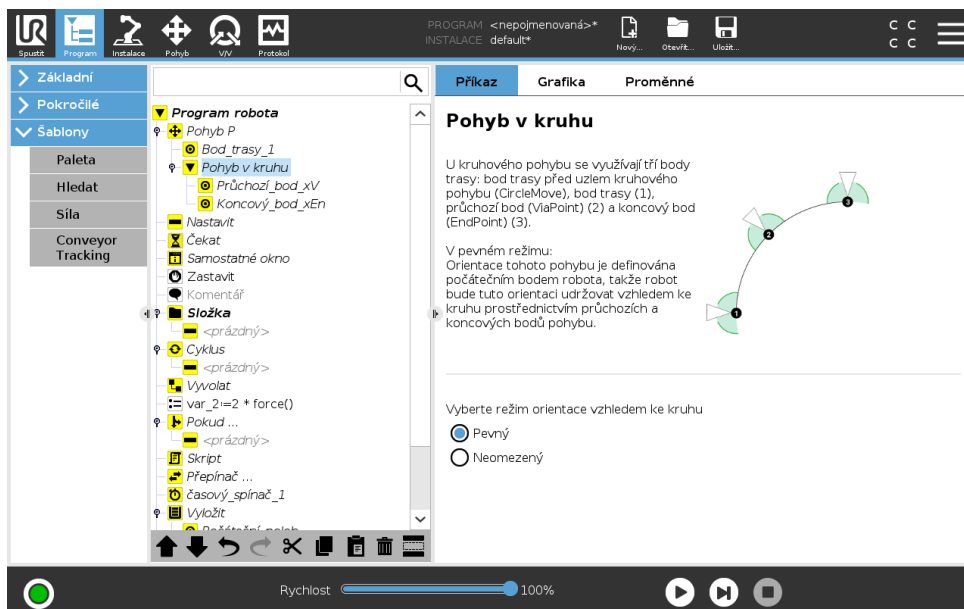 PROGRAM <nepojmenovaná>*
INSTALACE default*
Spustit
Program
Instalace
Pohyb
V/V
Protokol
Nový...
Otevřít...
Uložit...
C C
C C
Základní
Pokročilé
Šablony
Paleta
Hledat
Síla
Conveyor
Tracking
Program robota
Pohyb P
Bod_trasy_1
Pohyb v kruhu
Průchozí_bod_xV
Koncový_bod_xEn
Nastavit
Čekat
Samostatné okno
Zastavit
Komentář
Složka
<prázdný>
Cyklus
<prázdný>
Vyvolat
var_2:=2 * force()
Pokud ...
<prázdný>
Skript
Přepínač ...
časový_spínač_1
Vyložit
Příkaz
Grafika
Proměnné
Pohyb v kruhu
U kruhového pohybu se využívají tří body
trasy: bod trasy před uzlem kruhového
pohybu (CircleMove), bod trasy (1),
průchozí bod (ViaPoint) (2) a koncový bod
(EndPoint) (3).
V pevném režimu:
Orientace tohoto pohybu je definována
počátečním bodem robota, takže robot
bude tuto orientaci udržovat vzhledem ke
kruhu prostřednictvím průchozích a
koncových bodů pohybu.
3
2
1
Vyberte režim orientace vzhledem ke kruhu
Pevný
Neomezený
Rychlost
100%